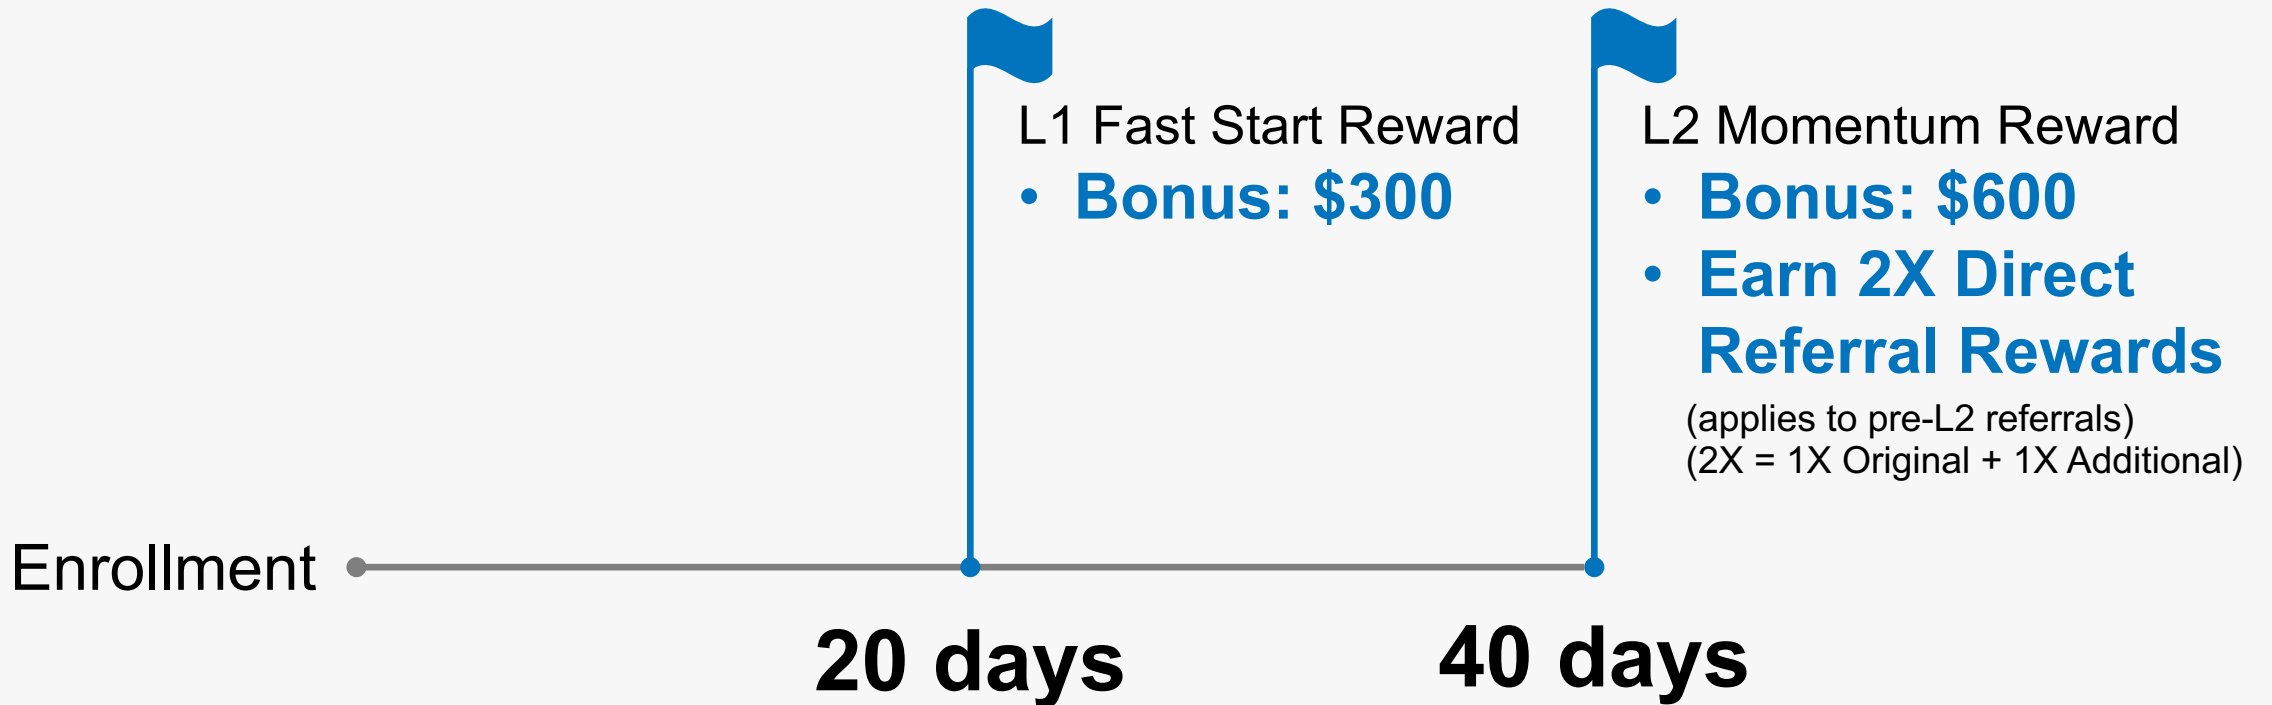 L1 Fast Start Reward
• Bonus: $300
L2 Momentum Reward
• Bonus: $600
• Earn 2X Direct
Referral Rewards
(applies to pre-L2 referrals)
(2X = 1X Original + 1X Additional)
Enrollment
20 days
40 days